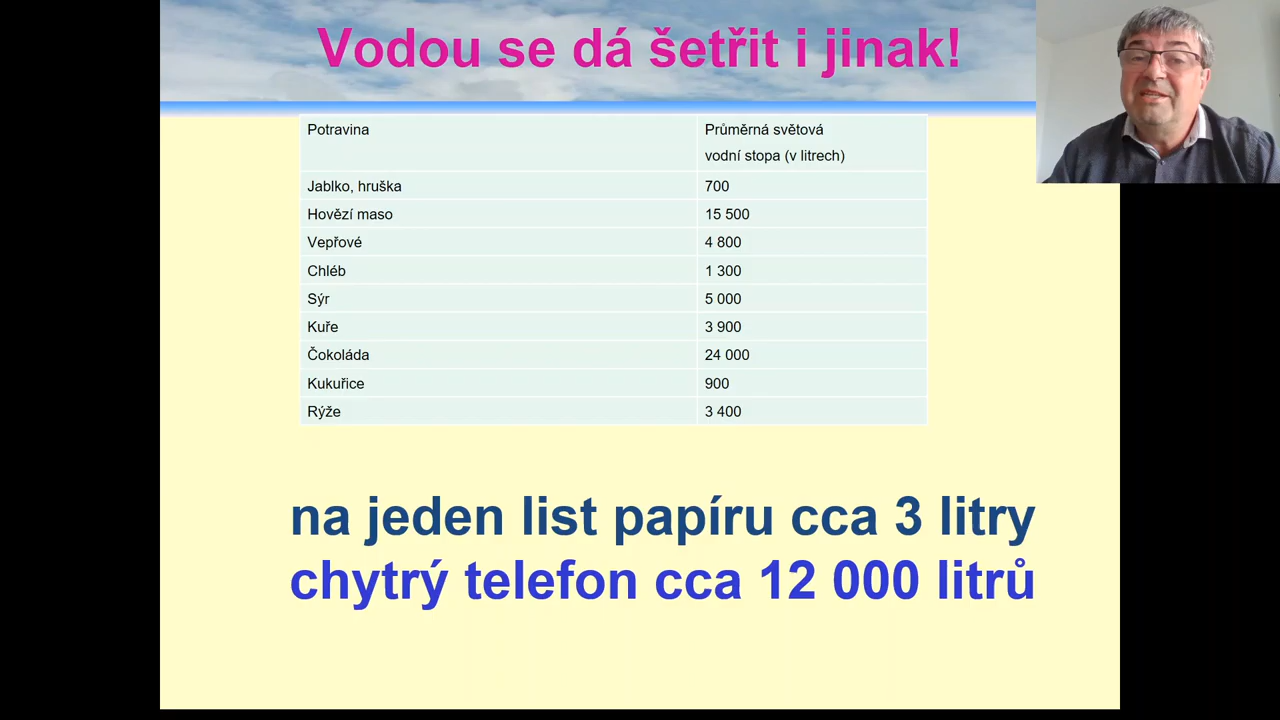 Vodou se dá šetřit i jinak!
Potravina
Průměrná světová
vodní stopa (v litrech)
Jablko, hruška 700
Hovězí maso 15 500
Vepřové 4 800
Chléb 1 300
Sýr 5 000
Kuře 3 900
Čokoláda 24 000
Kukuřice 900
Rýže 3 400
na jeden list papíru cca 3 litry
chytrý telefon cca 12 000 litrů